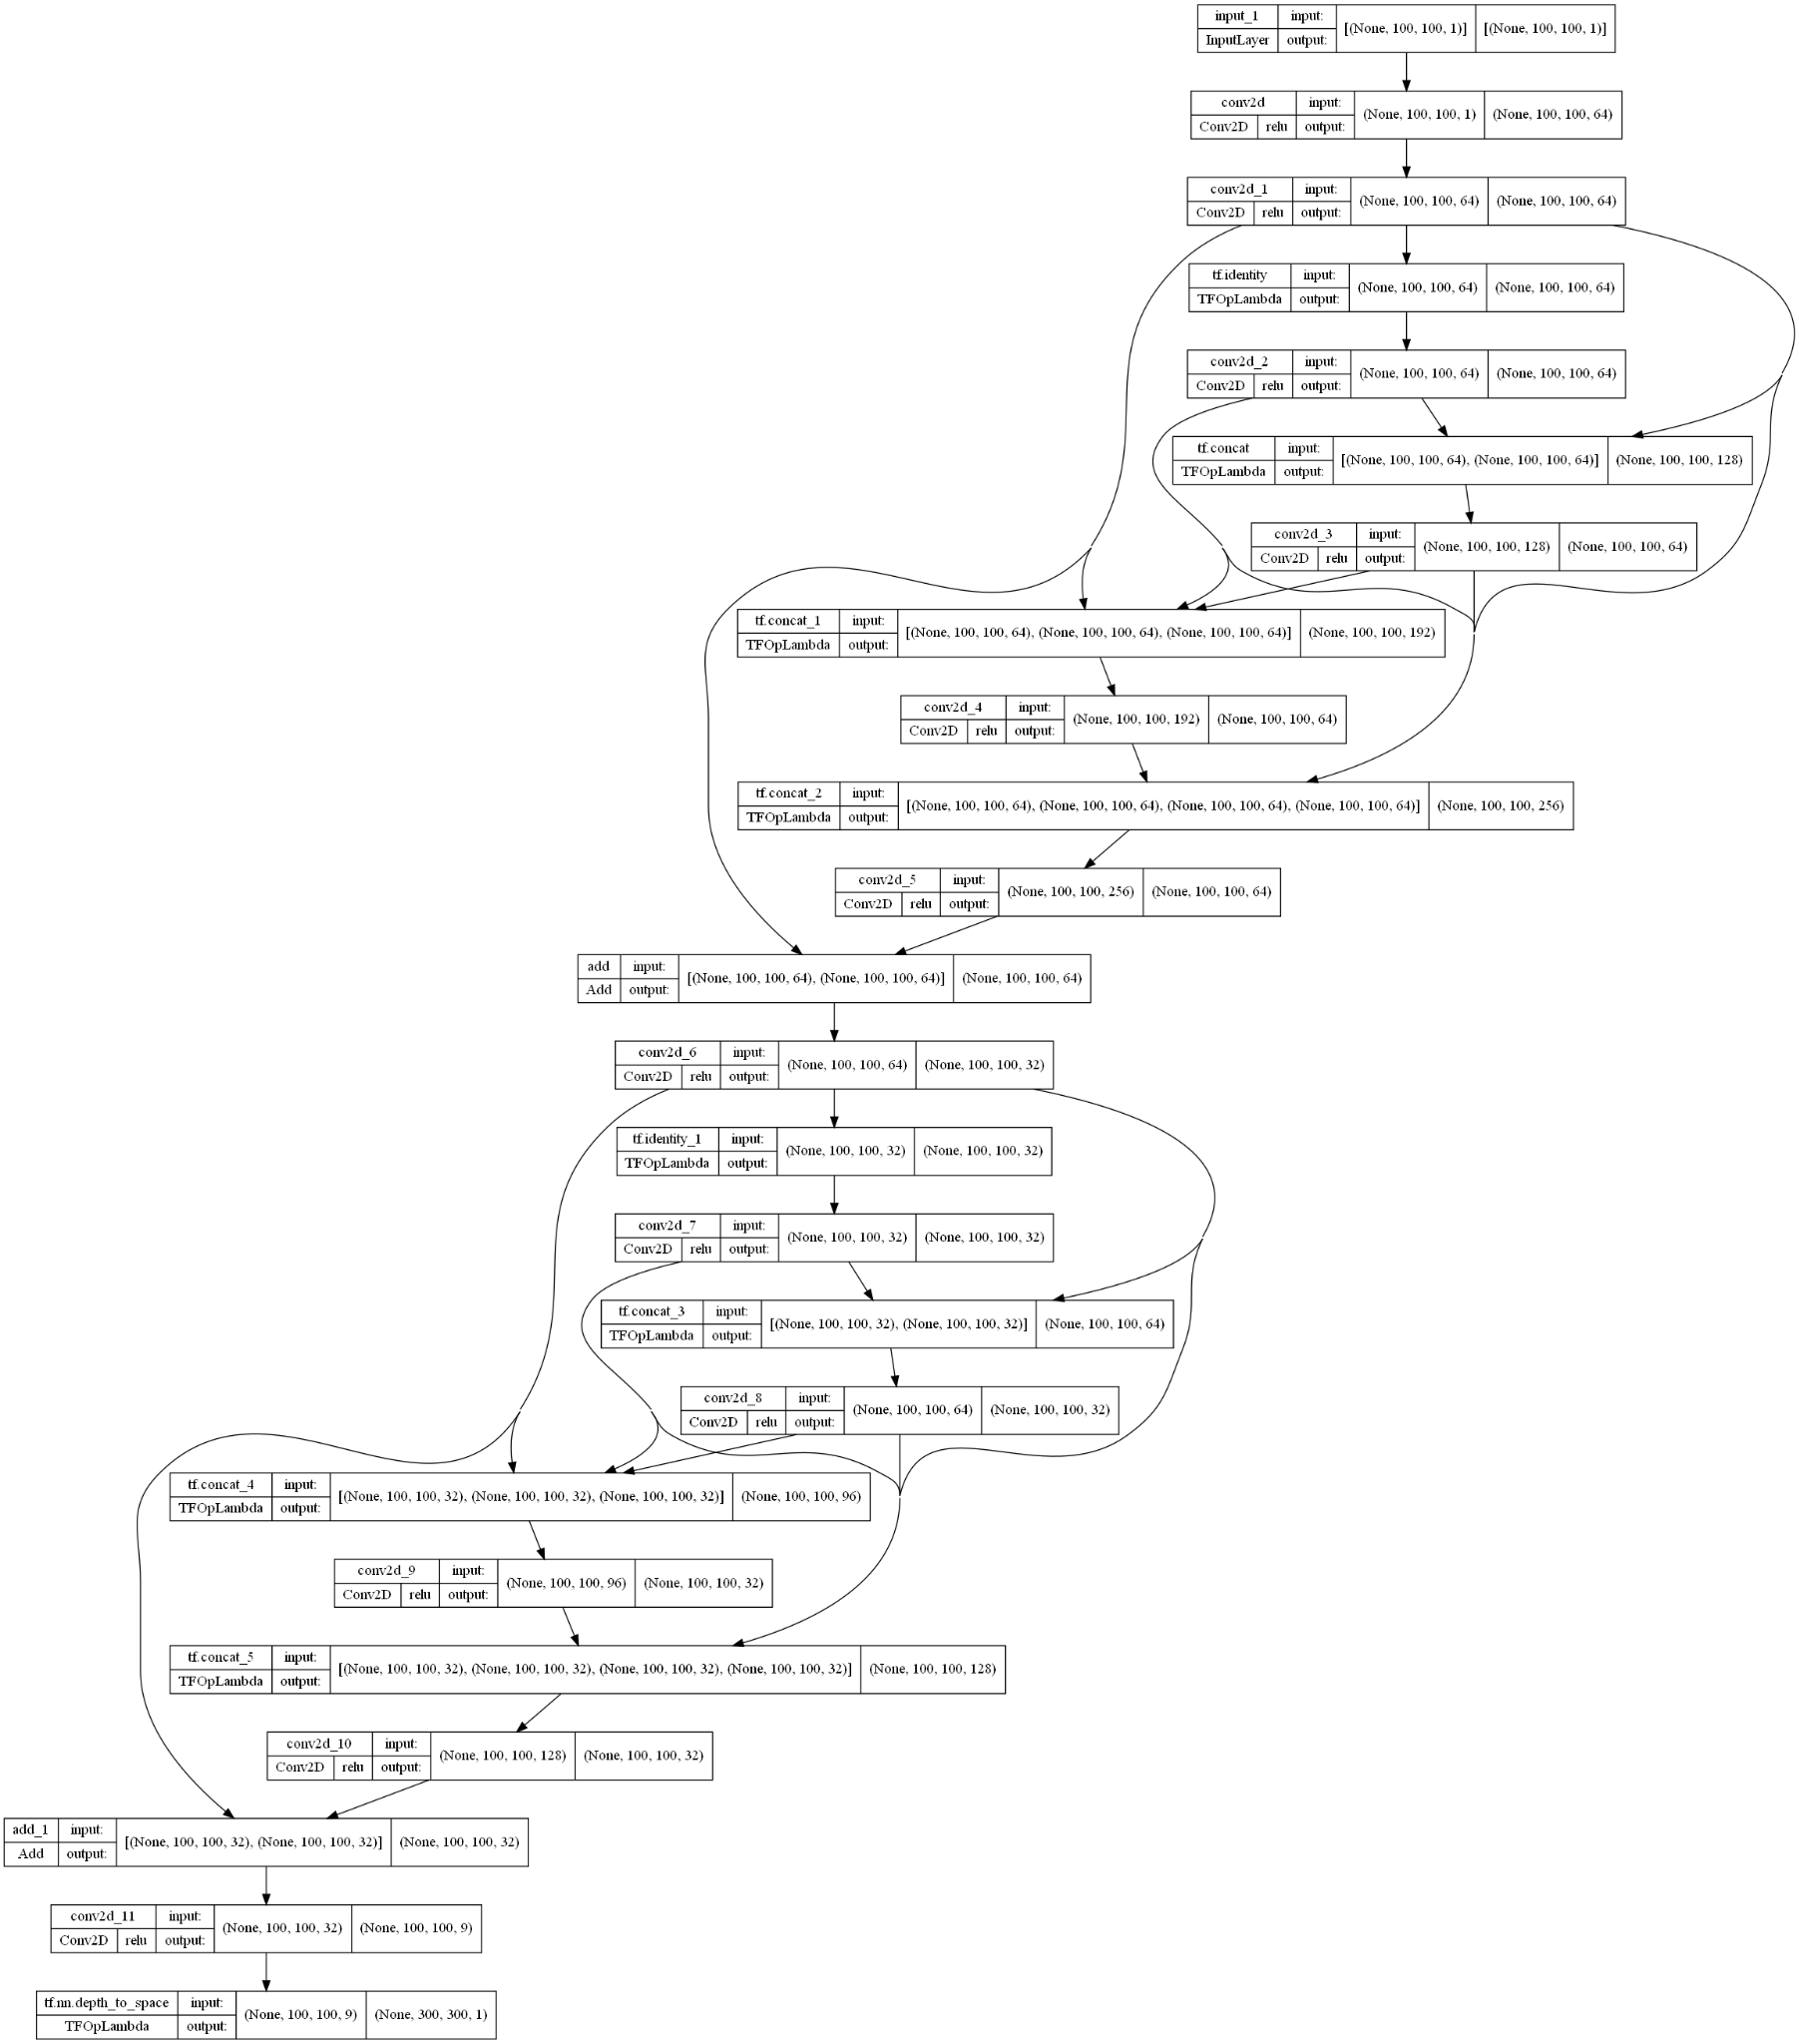 input_1 input: [(None, 100, 100, 1)] [(None, 100, 100, 1)]
InputLayer output:
conv2d input: (None, 100, 100, 1) (None, 100, 100, 64)
Conv2D relu output:
conv2d_1 input: (None, 100, 100, 64) (None, 100, 100, 64)
Conv2D relu output:
tf.identity input: (None, 100, 100, 64) (None, 100, 100, 64)
TFOpLambda output:
conv2d_2 input: (None, 100, 100, 64) (None, 100, 100, 64)
Conv2D relu output:
tf.concat input: [(None, 100, 100, 64), (None, 100, 100, 64)] (None, 100, 100, 128)
TFOpLambda output:
conv2d_3 input: (None, 100, 100, 128) (None, 100, 100, 64)
Conv2D relu output:
tf.concat_1 input: [(None, 100, 100, 64), (None, 100, 100, 64), (None, 100, 100, 64)] (None, 100, 100, 192)
TFOpLambda output:
conv2d_4 input: (None, 100, 100, 192) (None, 100, 100, 64)
Conv2D relu output:
tf.concat_2 input: [(None, 100, 100, 64), (None, 100, 100, 64), (None, 100, 100, 64), (None, 100, 100, 64)] (None, 100, 100, 256)
TFOpLambda output:
conv2d_5 input: (None, 100, 100, 256) (None, 100, 100, 64)
Conv2D relu output:
add input: [(None, 100, 100, 64), (None, 100, 100, 64)] (None, 100, 100, 64)
Add output:
conv2d_6 input: (None, 100, 100, 64) (None, 100, 100, 32)
Conv2D relu output:
tf.identity_1 input: (None, 100, 100, 32) (None, 100, 100, 32)
TFOpLambda output:
conv2d_7 input: (None, 100, 100, 32) (None, 100, 100, 32)
Conv2D relu output:
tf.concat_3 input: [(None, 100, 100, 32), (None, 100, 100, 32)] (None, 100, 100, 64)
TFOpLambda output:
conv2d_8 input: (None, 100, 100, 64) (None, 100, 100, 32)
Conv2D relu output:
tf.concat_4 input: [(None, 100, 100, 32), (None, 100, 100, 32), (None, 100, 100, 32)] (None, 100, 100, 96)
TFOpLambda output:
conv2d_9 input: (None, 100, 100, 96) (None, 100, 100, 32)
Conv2D relu output:
tf.concat_5 input: [(None, 100, 100, 32), (None, 100, 100, 32), (None, 100, 100, 32), (None, 100, 100, 32)] (None, 100, 100, 128)
TFOpLambda output:
conv2d_10 input: (None, 100, 100, 128) (None, 100, 100, 32)
Conv2D relu output:
add_1 input: [(None, 100, 100, 32), (None, 100, 100, 32)] (None, 100, 100, 32)
Add output:
conv2d_11 input: (None, 100, 100, 32) (None, 100, 100, 9)
Conv2D relu output:
tf.nn.depth_to_space input: (None, 100, 100, 9) (None, 300, 300, 1)
TFOpLambda output: